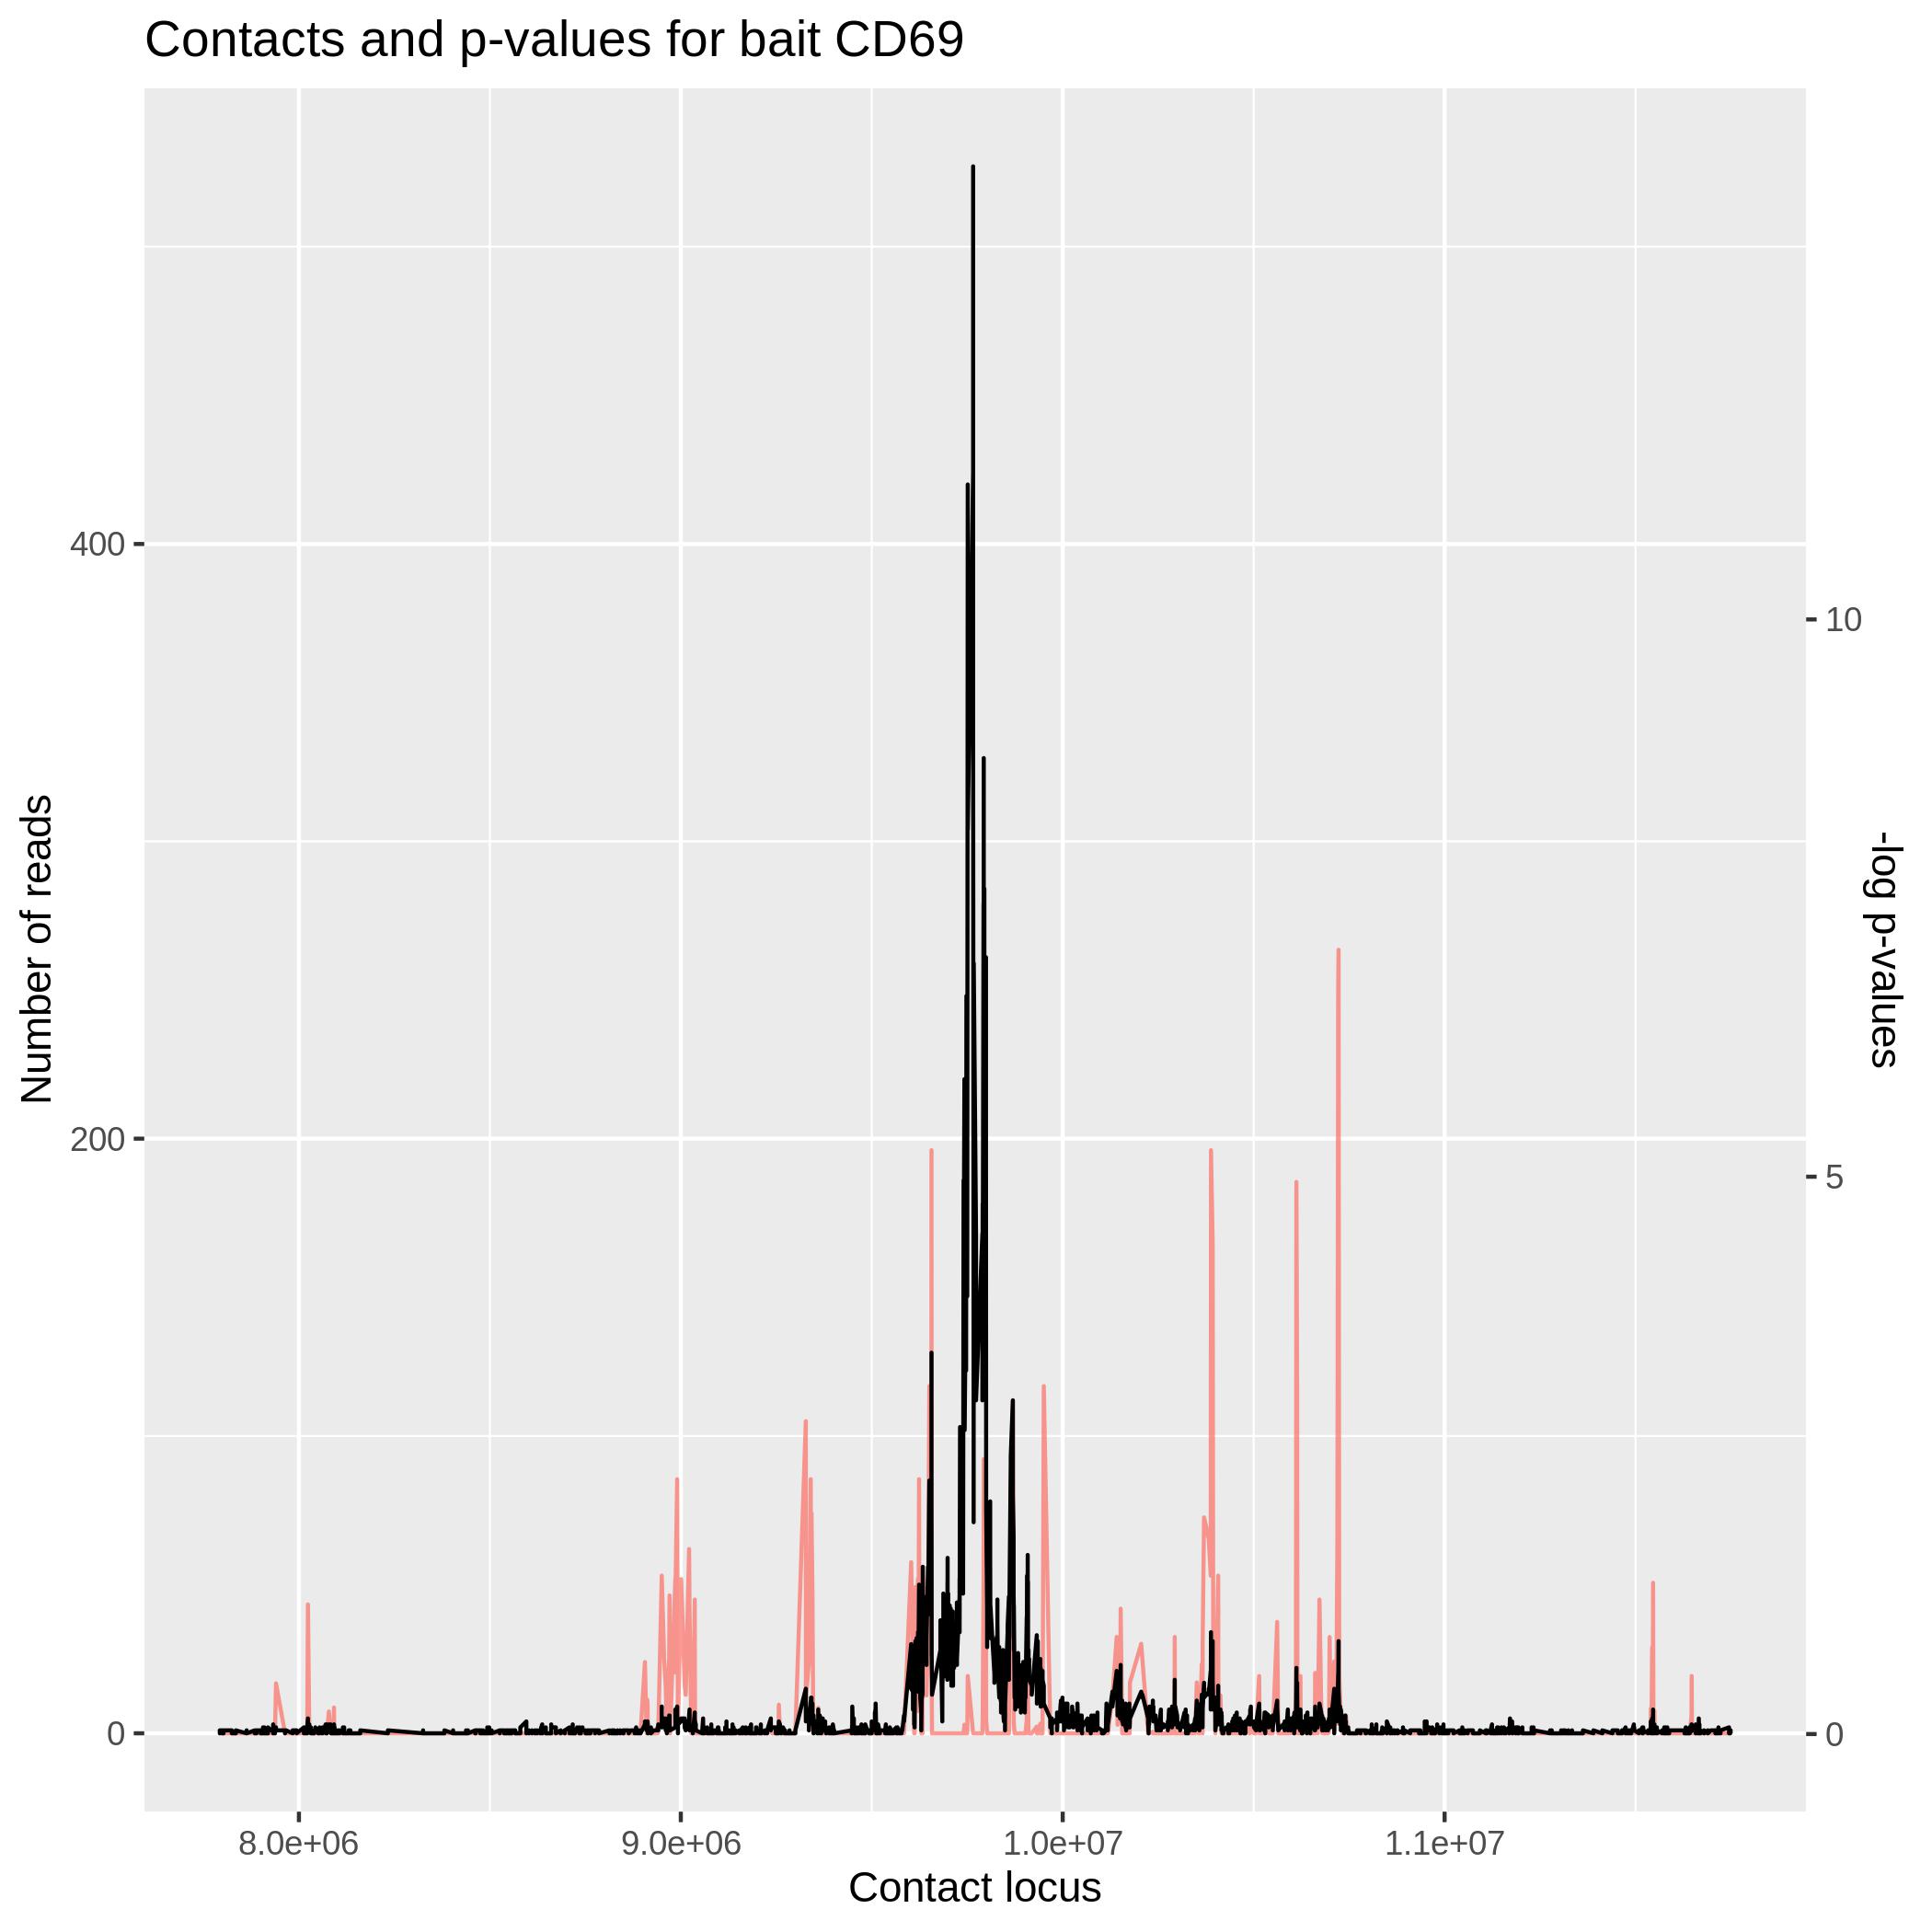 Contacts and p-values for bait CD69
Number of reads
400
200
0
10
5
0
-log p-values
8.0e+06
9.0e+06
1.0e+07
1.1e+07
Contact locus